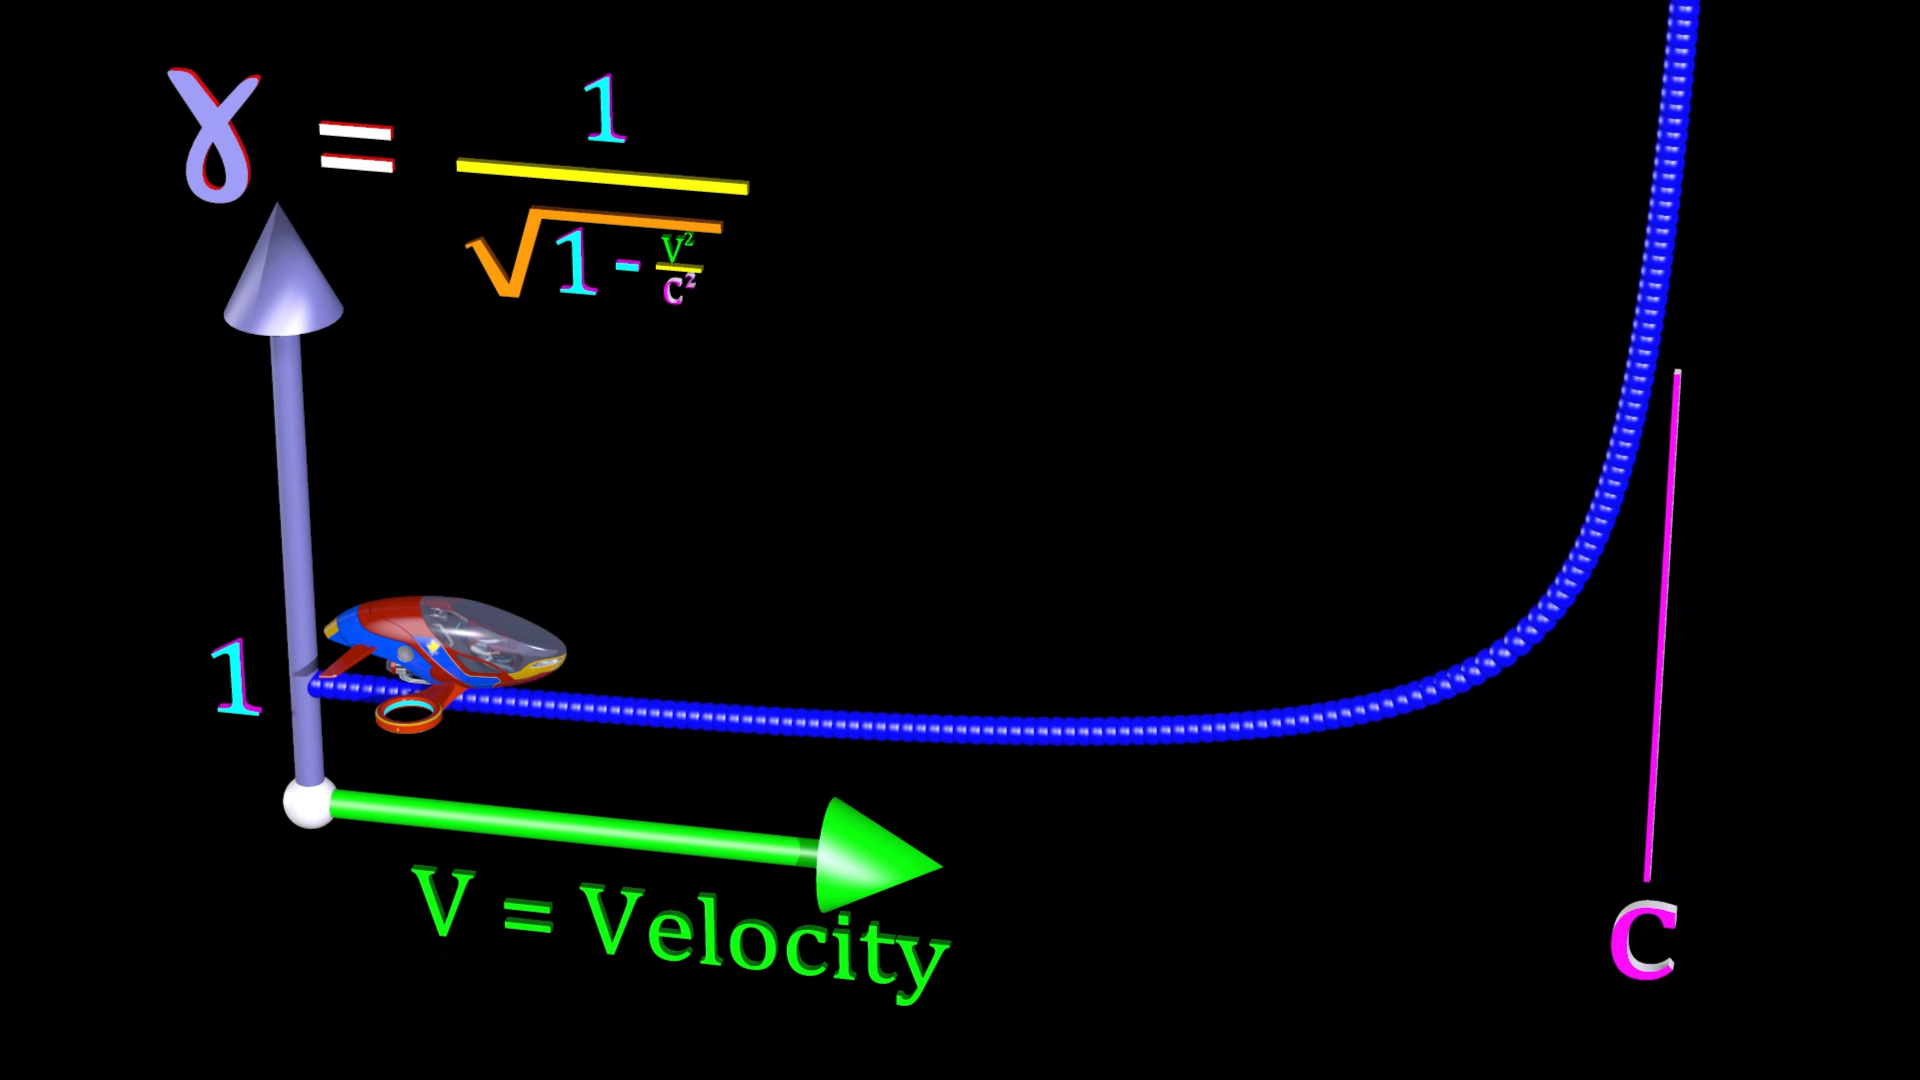 γ = 1 / √(1 - V²/C²)
1
V = Velocity
C